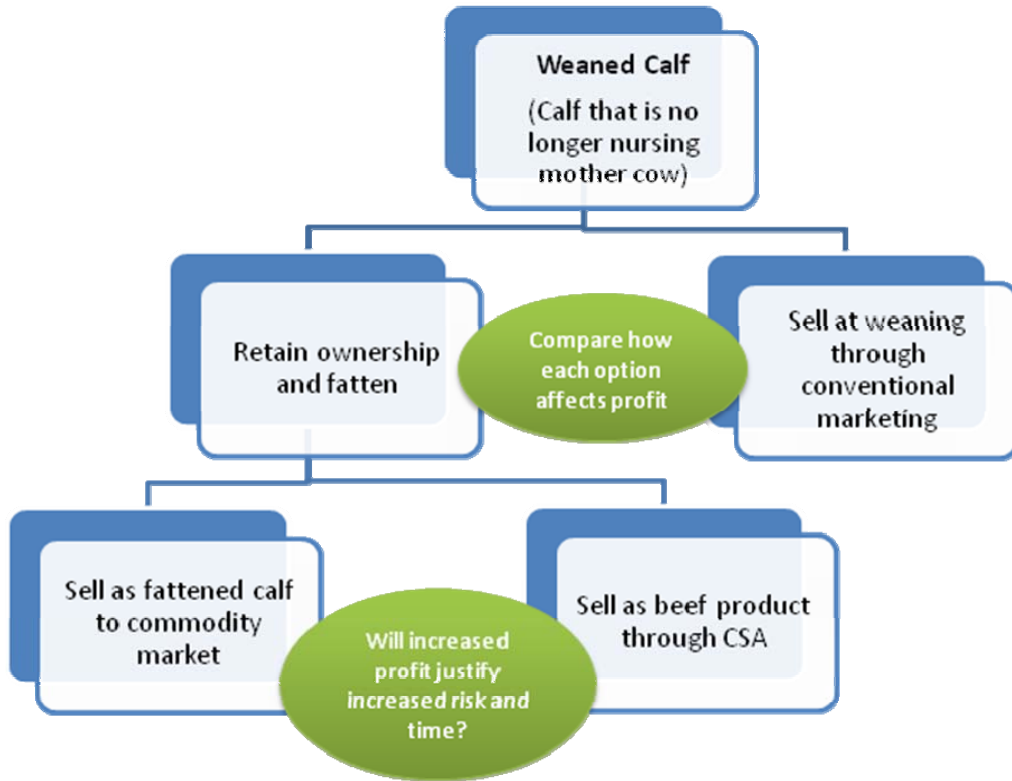 Weaned Calf
(Calf that is no
longer nursing
mother cow)
Retain ownership
and fatten
Compare how
each option
affects profit
Sell at weaning
through
conventional
marketing
Sell as fattened calf
to commodity
market
Will increased
profit justify
increased risk and
time?
Sell as beef product
through CSA